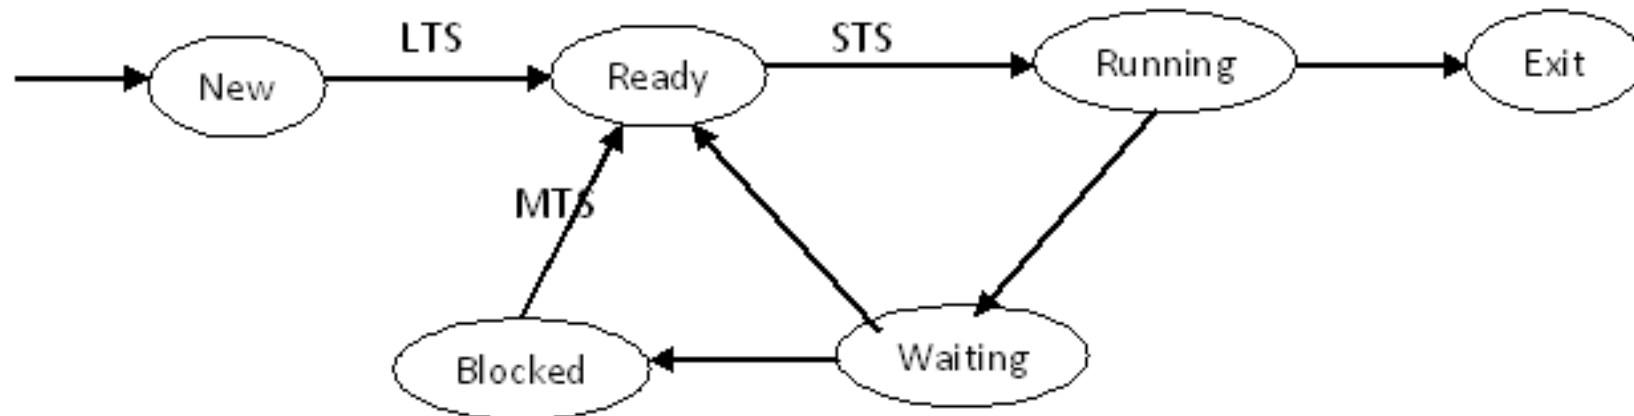 LTS
STS
New
Ready
Running
Exit
MTS
Blocked
Waiting